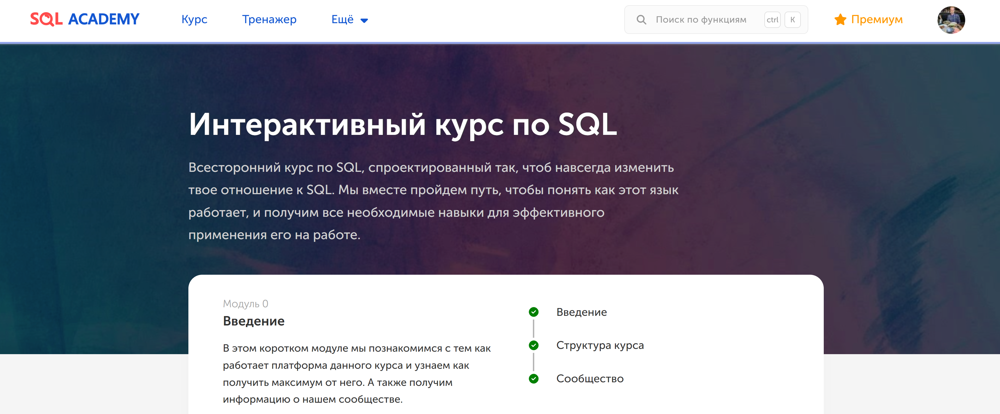 SQL ACADEMY
Курс
Тренажер
Ещё
Поиск по функциям
ctrl
K
Премиум
Интерактивный курс по SQL
Всесторонний курс по SQL, спроектированный так, чтоб навсегда изменить
твое отношение к SQL. Мы вместе пройдем путь, чтобы понять как этот язык
работает, и получим все необходимые навыки для эффективного
применения его на работе.
Модуль 0
Введение
В этом коротком модуле мы познакомимся с тем как
работает платформа данного курса и узнаем как
получить максимум от него. А также получим
информацию о нашем сообществе.
Введение
Структура курса
Сообщество